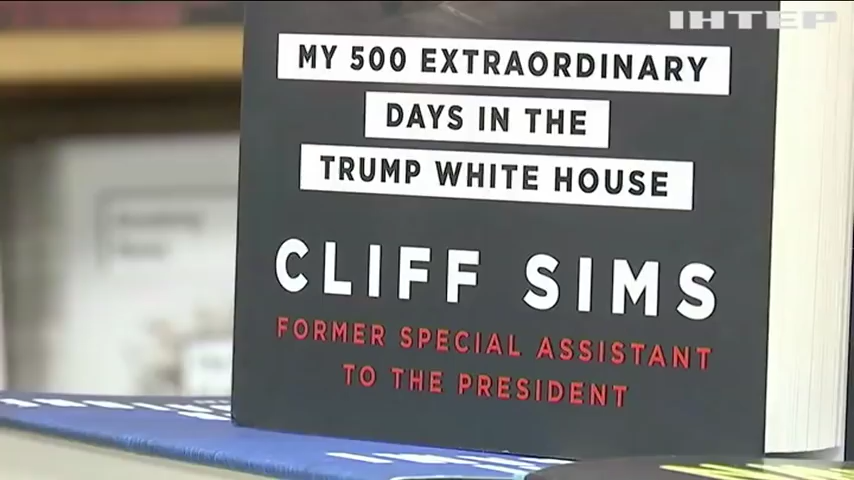 ІНТЕР
MY 500 EXTRAORDINARY
DAYS IN THE
TRUMP WHITE HOUSE
CLIFF SIMS
FORMER SPECIAL ASSISTANT
TO THE PRESIDENT